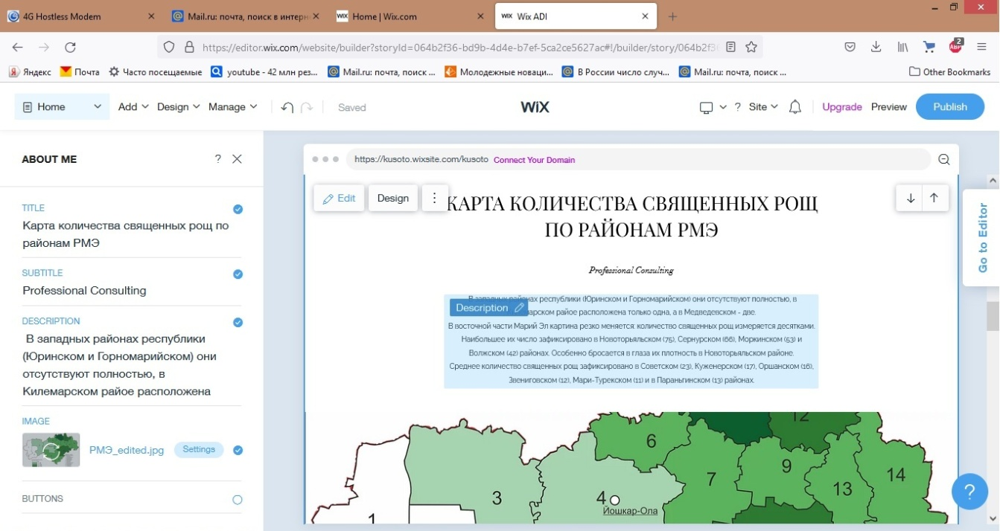 4G Hostless Modem
Mail.ru: почта, поиск в интерн
WiX Home | Wix.com
WiX Wix ADI
https://editor.wix.com/website/builder?storyId=064b2f36-bd9b-4d4e-b7ef-5ca2ce5627ac#!/builder/story/064b2f36
ABP 2
Я Яндекс
Почта
Часто посещаемые
youtube - 42 млн рез...
Mail.ru: почта, поиск ...
Молодежные новаци...
В России число случ...
Mail.ru: почта, поиск ...
Other Bookmarks
Home
Add
Design
Manage
Saved
WiX
?
Site
Upgrade
Preview
Publish
ABOUT ME
?
TITLE
Карта количества священных рощ по
районам РМЭ
SUBTITLE
Professional Consulting
DESCRIPTION
В западных районах республики
(Юринском и Горномарийском) они
отсутствуют полностью, в
Килемарском райое расположена
IMAGE
РМЭ_edited.jpg
Settings
BUTTONS
https://kusoto.wixsite.com/kusoto Connect Your Domain
Edit
Design
КАРТА КОЛИЧЕСТВА СВЯЩЕННЫХ РОЩ
ПО РАЙОНАМ РМЭ
Professional Consulting
В западных районах республики (Юринском и Горномарийском) они отсутствуют полностью, в
Description
марском райое расположена только одна, а в Медведевском - две.
В восточной части Марий Эл картина резко меняется: количество священных рощ измеряется десятками.
Наибольшее их число зафиксировано в Новоторъяльском (75), Сернурском (66), Моркинском (53) и
Волжском (42) районах. Особенно бросается в глаза их плотность в Новоторъяльском районе.
Среднее количество священных рощ зафиксировано в Советском (23), Куженерском (17), Оршанском (16),
Звениговском (12), Мари-Турекском (11) и в Параньгинском (13) районах.
12
6
9
14
7
13
3
4
Йошкар-Ола
1
Go to Editor
?